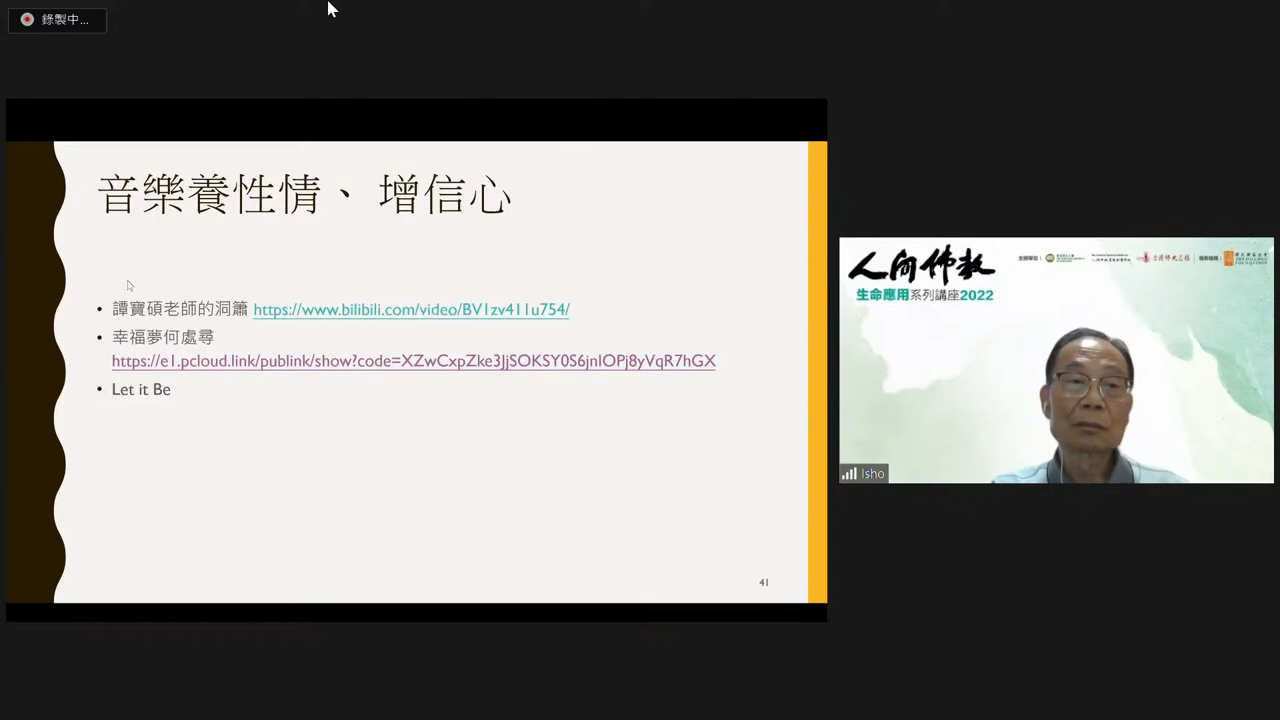 錄製中...
音樂養性情、 增信心
• 譚寶碩老師的洞簫 https://www.bilibili.com/video/BV1zv411u754/
• 幸福夢何處尋
https://e1.pcloud.link/publink/show?code=XZwCxpZke3JjSOKSY0S6jnlOPj8yVqR7hGX
• Let it Be
41
人间佛教
生命應用系列講座2022
Isho